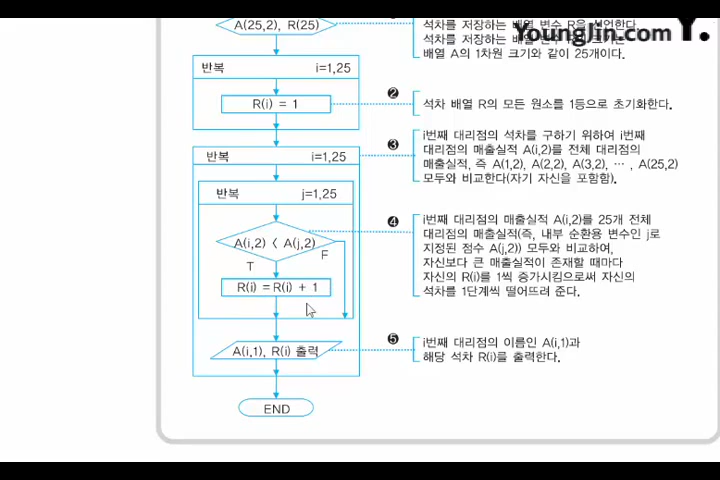 A(25,2), R(25)
석차를 저장하는 배열 변수 R을 선언한다.
석차를 저장하는 배열 변수
YoungJin.com Y.
배열 A의 1차원 크기와 같이 25개이다.
반복 i=1,25
❷
R(i) = 1
석차 배열 R의 모든 원소를 1등으로 초기화한다.
❸
반복 i=1,25
i번째 대리점의 석차를 구하기 위하여 i번째
대리점의 매출실적 A(i,2)를 전체 대리점의
매출실적, 즉 A(1,2), A(2,2), A(3,2), … , A(25,2)
모두와 비교한다(자기 자신을 포함함).
반복 j=1,25
❹
A(i,2) < A(j,2)
T
F
R(i) = R(i) + 1
i번째 대리점의 매출실적 A(i,2)를 25개 전체
대리점의 매출실적(즉, 내부 순환용 변수인 j로
지정된 점수 A(j,2)) 모두와 비교하여,
자신보다 큰 매출실적이 존재할 때마다
자신의 R(i)를 1씩 증가시킴으로써 자신의
석차를 1단계씩 떨어뜨려 준다.
❺
A(i,1), R(i) 출력
i번째 대리점의 이름인 A(i,1)과
해당 석차 R(i)를 출력한다.
END